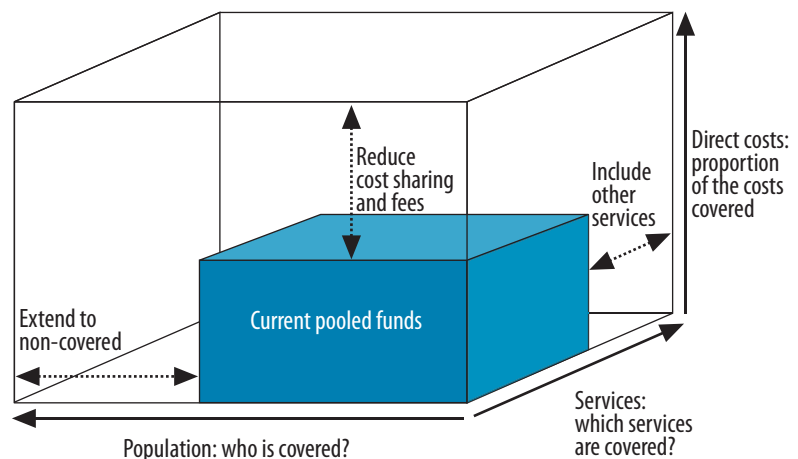 Reduce
cost sharing
and fees
Include
other
services
Direct costs:
proportion
of the costs
covered
Extend to
non-covered
Current pooled funds
Services:
which services
are covered?
Population: who is covered?